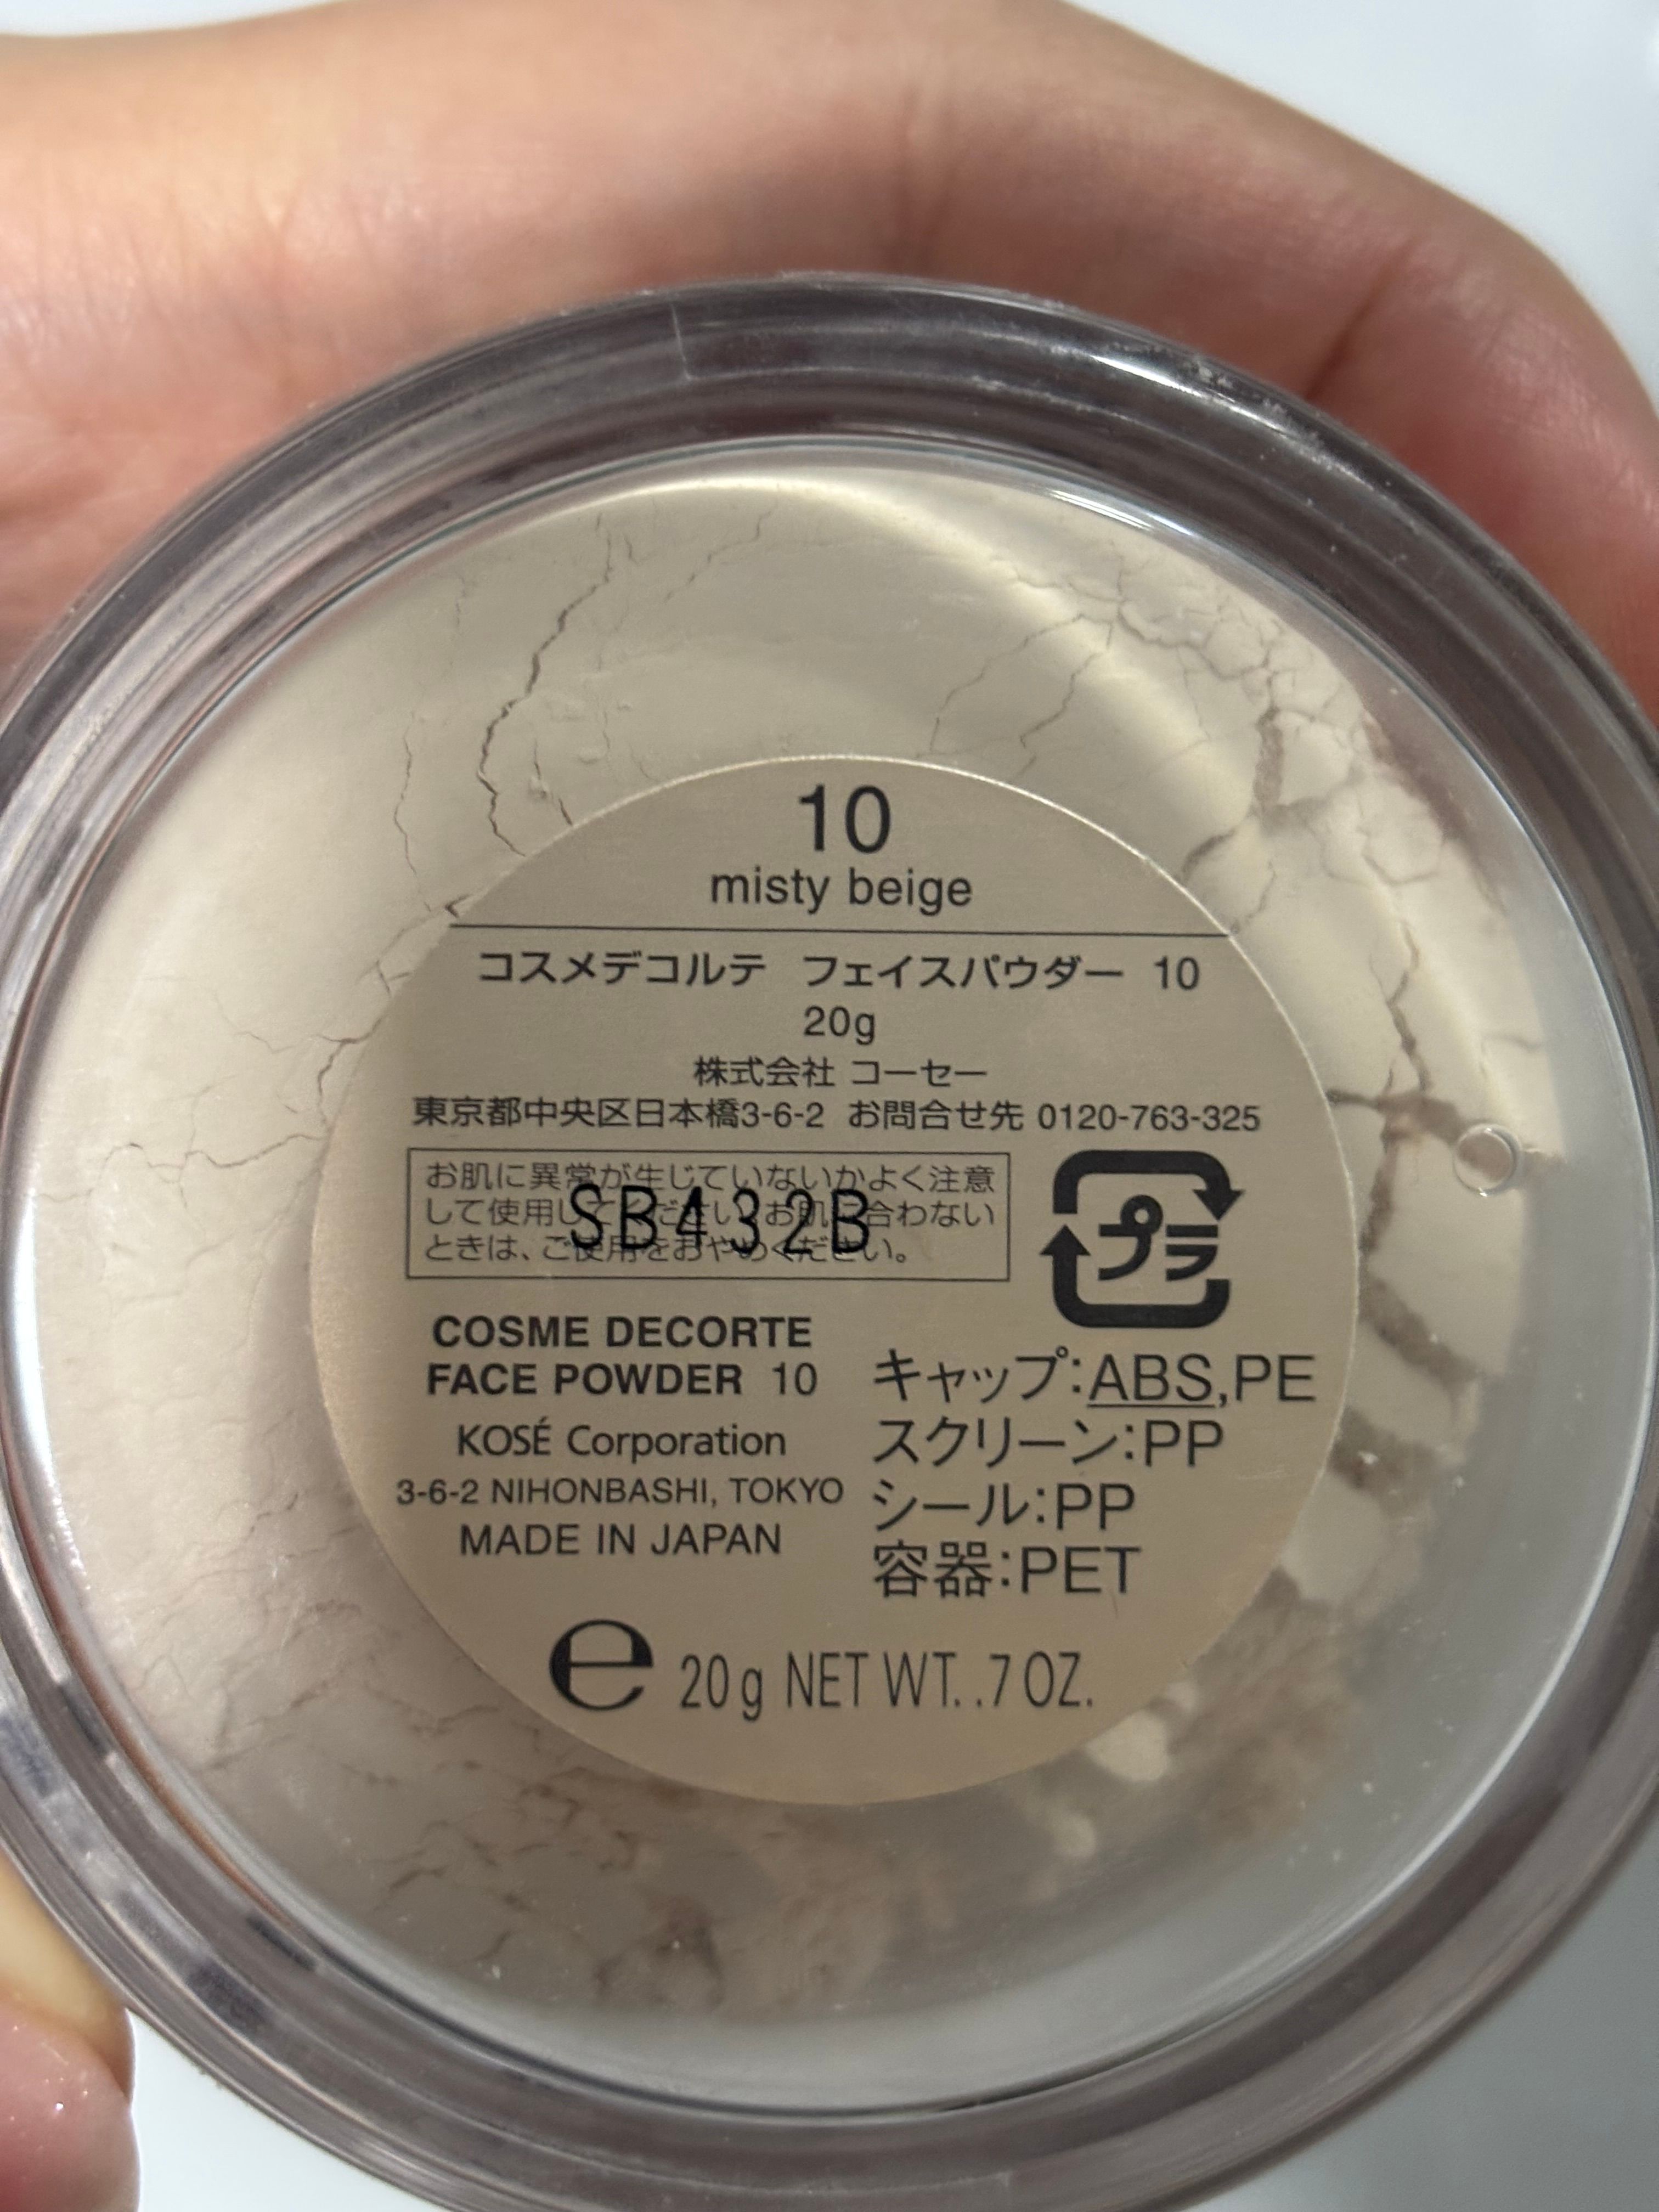 10
misty beige
コスメデコルテ フェイスパウダー 10
20g
株式会社 コーセー
東京都中央区日本橋3-6-2 お問合せ先 0120-763-325
お肌に異常が生じていないかよく注意
して使用してください。お肌に合わない
ときは、ご使用をおやめください。
SB432B
プラ
COSME DECORTE
FACE POWDER 10
KOSÉ Corporation
3-6-2 NIHONBASHI, TOKYO
MADE IN JAPAN
キャップ:ABS,PE
スクリーン:PP
シール:PP
容器:PET
e 20g NET WT. .7 OZ.